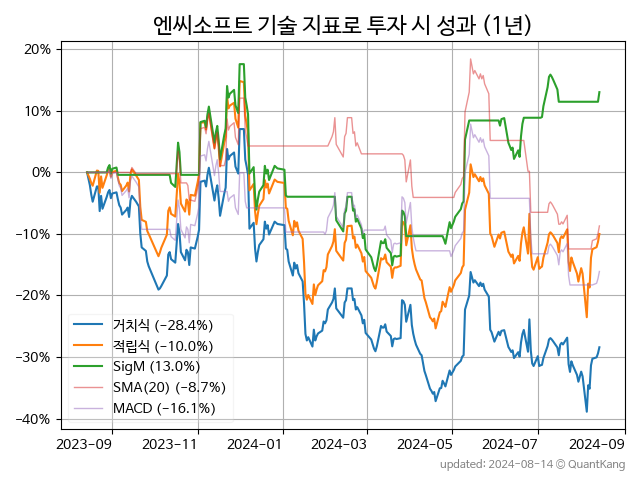 엔씨소프트 기술 지표로 투자 시 성과 (1년)
20%
10%
0%
−10%
−20%
−30%
−40%
거치식 (−28.4%)
적립식 (−10.0%)
SigM (13.0%)
SMA(20) (−8.7%)
MACD (−16.1%)
2023-09 2023-11 2024-01 2024-03 2024-05 2024-07 2024-09
updated: 2024-08-14 © QuantKang